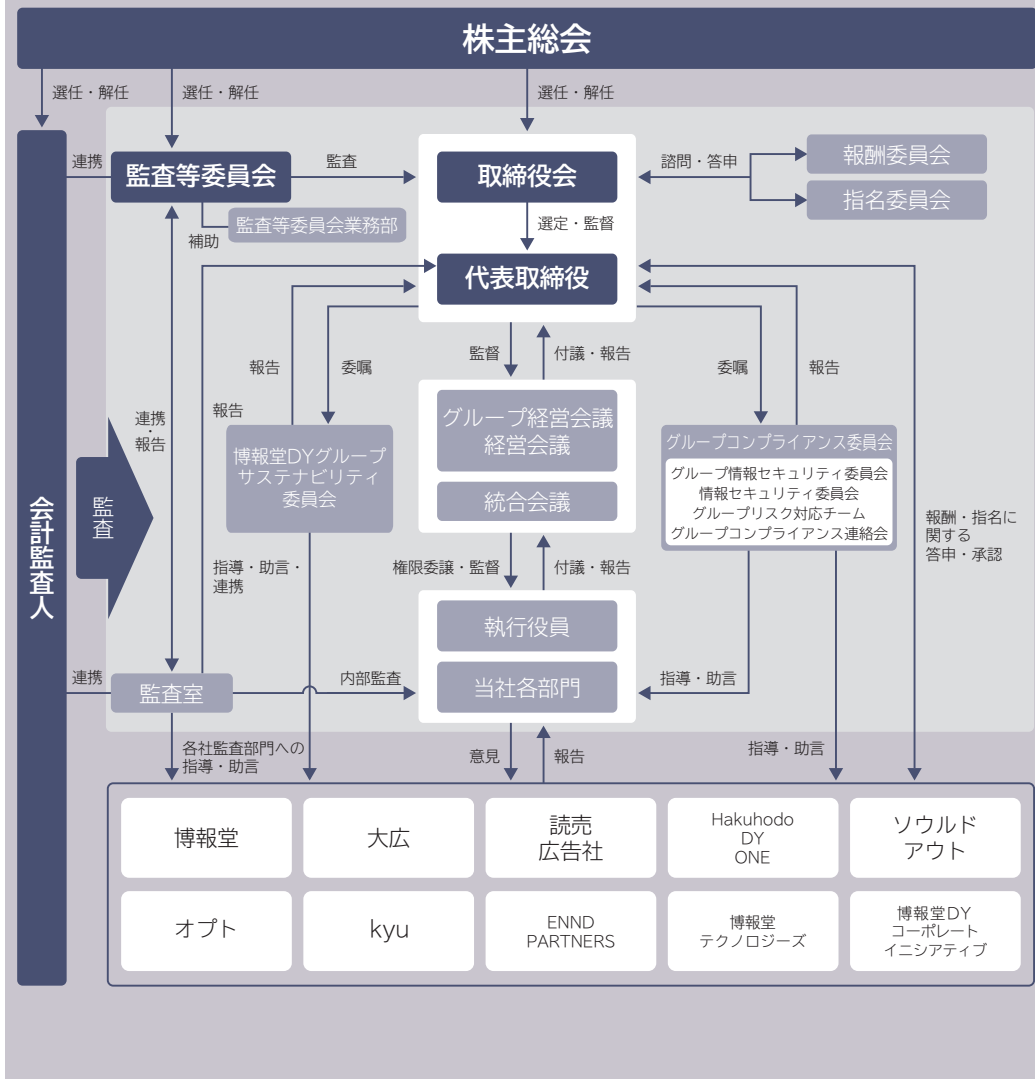 株主総会
選任・解任
選任・解任
選任・解任
連携
監査等委員会
監査
取締役会
諮問・答申
報酬委員会
指名委員会
監査等委員会業務部
補助
選定・監督
代表取締役
報告
委嘱
監督
付議・報告
委嘱
報告
報告
連携
・
報告
博報堂DYグループ
サステナビリティ
委員会
グループ経営会議
経営会議
統合会議
グループコンプライアンス委員会
グループ情報セキュリティ委員会
情報セキュリティ委員会
グループリスク対応チーム
グループコンプライアンス連絡会
報酬・指名に
関する
答申・承認
会計監査人
監査
指導・助言・
連携
権限委譲・監督
付議・報告
執行役員
当社各部門
連携
監査室
内部監査
指導・助言
各社監査部門への
指導・助言
意見
報告
指導・助言
博報堂
大広
読売
広告社
Hakuhodo
DY
ONE
ソウルド
アウト
オプト
kyu
ENND
PARTNERS
博報堂
テクノロジーズ
博報堂DY
コーポレート
イニシアティブ